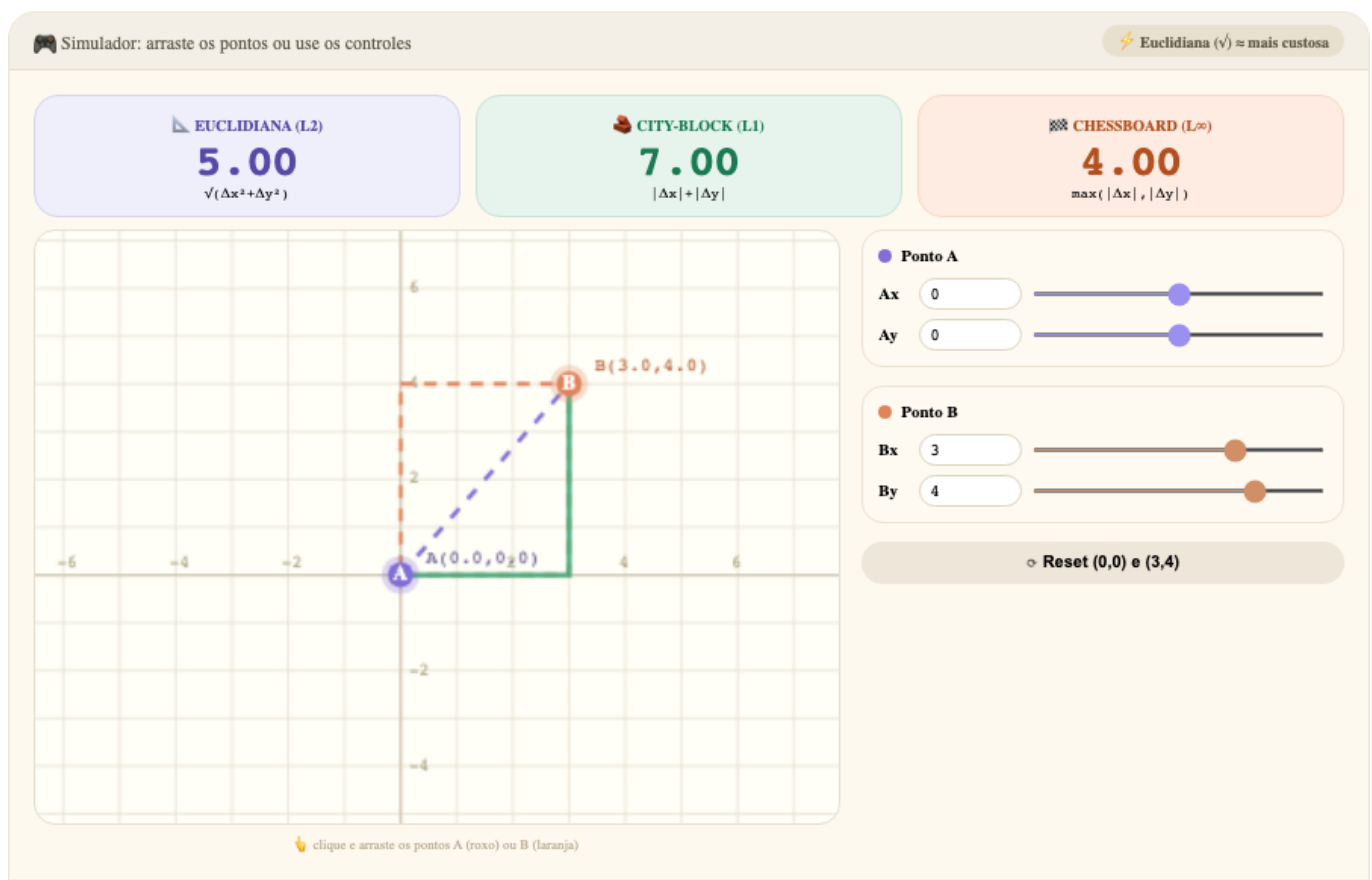 🎮 Simulador: arraste os pontos ou use os controles
⚡ Euclidiana (√) ≈ mais custosa
📐 EUCLIDIANA (L2)
5.00
√(Δx²+Δy²)
🧱 CITY-BLOCK (L1)
7.00
|Δx|+|Δy|
🏁 CHESSBOARD (L∞)
4.00
max(|Δx|,|Δy|)
6
4
2
-2
-4
-6
-4
-2
2
4
6
B(3.0,4.0)
B
A(0.0,0.0)
A
👆 clique e arraste os pontos A (roxo) ou B (laranja)
Ponto A
Ax 0
Ay 0
Ponto B
Bx 3
By 4
⟳ Reset (0,0) e (3,4)